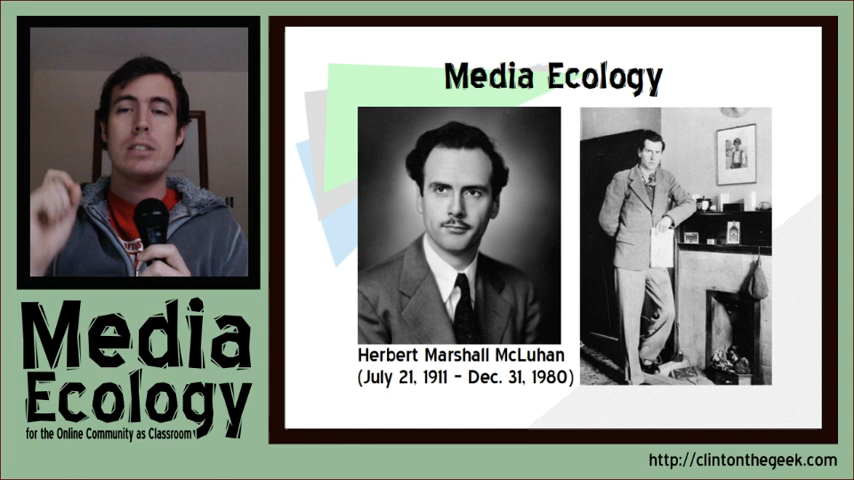 Media Ecology
Herbert Marshall McLuhan
(July 21, 1911 – Dec. 31, 1980)
Media
Ecology
for the Online Community as Classroom
http://clintonthegeek.com